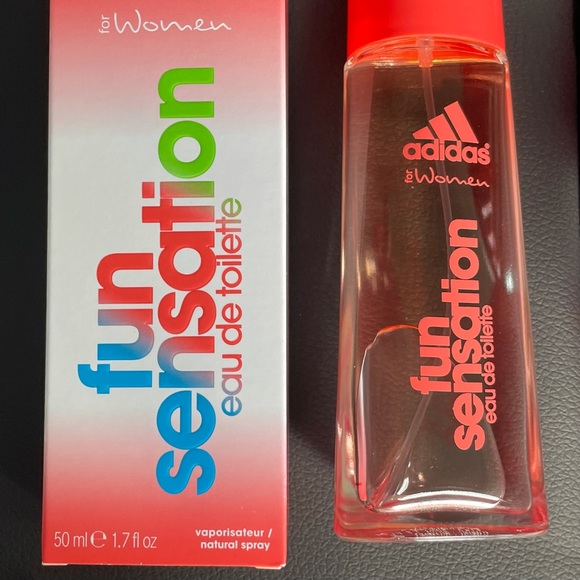 for Women
fun
sensation
eau de toilette
50 ml ℮ 1.7 fl oz
vaporisateur /
natural spray
adidas®
for Women
fun
sensation
eau de toilette